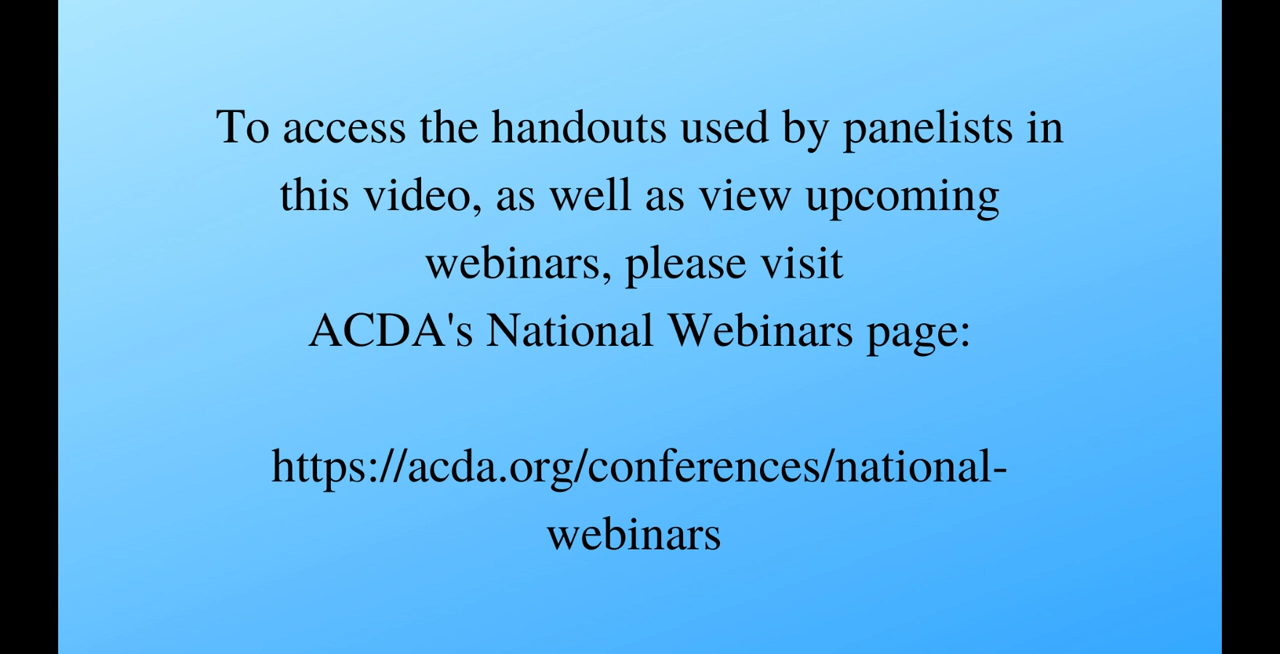 To access the handouts used by panelists in
this video, as well as view upcoming
webinars, please visit
ACDA's National Webinars page:
https://acda.org/conferences/national-
webinars